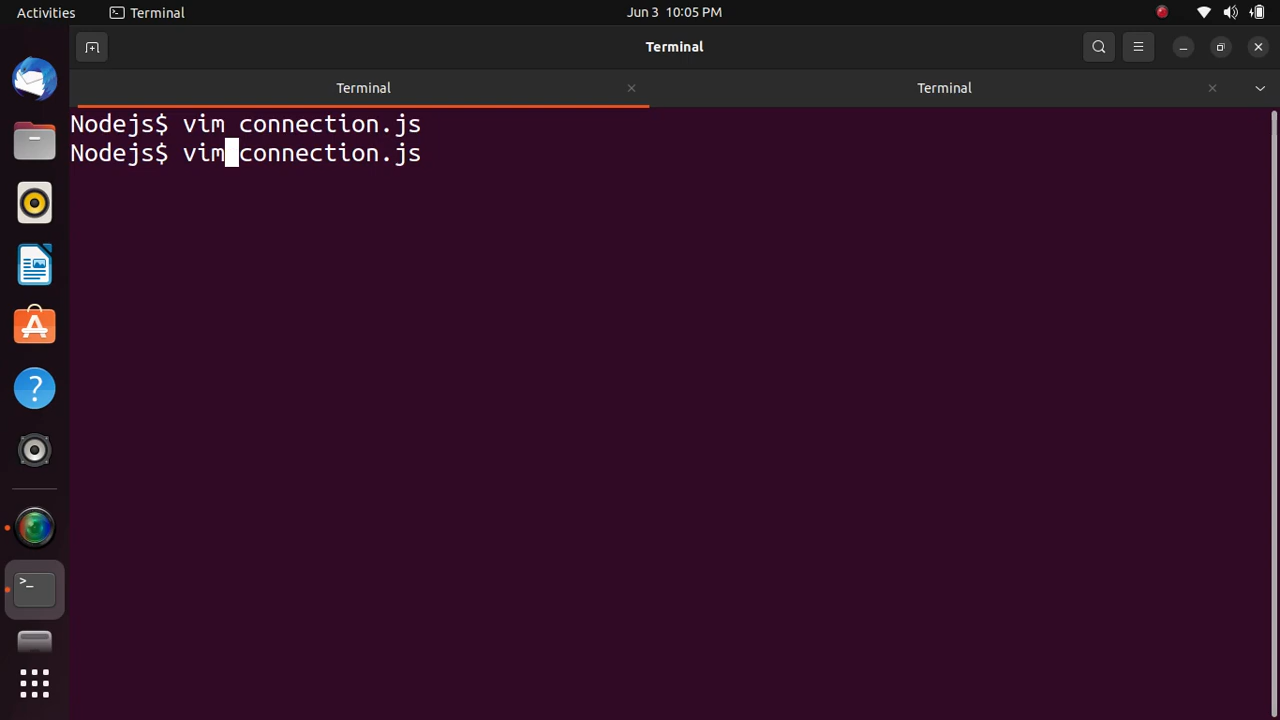 Activities
Terminal
Jun 3 10:05 PM
Terminal
Terminal
Terminal
Nodejs$ vim connection.js
Nodejs$ vim connection.js